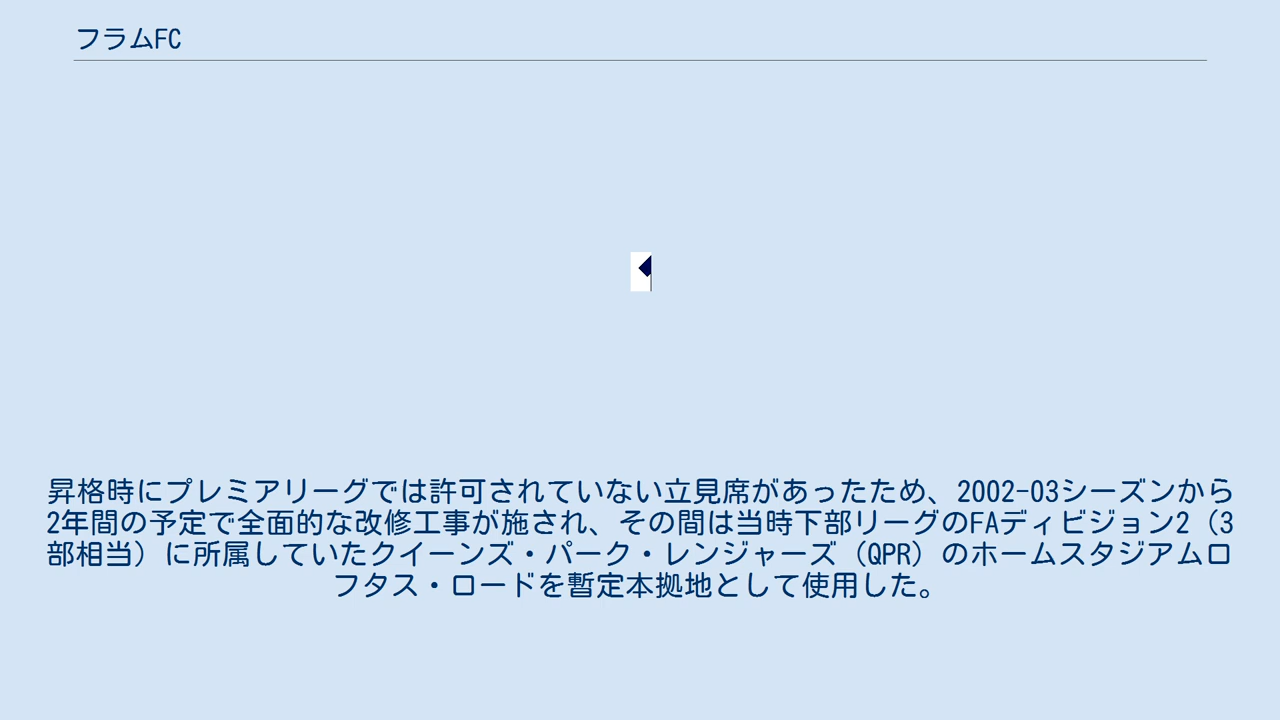 フラムFC
昇格時にプレミアリーグでは許可されていない立見席があったため、2002-03シーズンから
2年間の予定で全面的な改修工事が施され、その間は当時下部リーグのFAディビジョン2（3
部相当）に所属していたクイーンズ・パーク・レンジャーズ（QPR）のホームスタジアムロ
フタス・ロードを暫定本拠地として使用した。